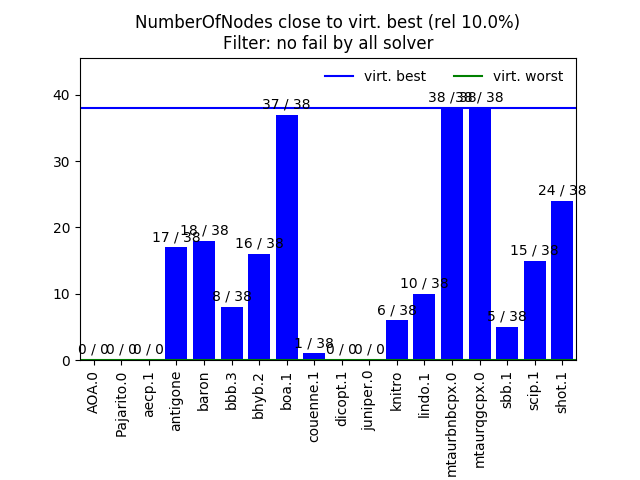 NumberOfNodes close to virt. best (rel 10.0%)
Filter: no fail by all solver
virt. best
virt. worst
40
30
20
10
0
0 / 0
0 / 0
0 / 0
17 / 38
18 / 38
8 / 38
16 / 38
37 / 38
1 / 38
0 / 0
0 / 0
6 / 38
10 / 38
38 / 38
38 / 38
5 / 38
15 / 38
24 / 38
AOA.0
Pajarito.0
aecp.1
antigone
baron
bbb.3
bhyb.2
boa.1
couenne.1
dicopt.1
juniper.0
knitro
lindo.1
mtaurbnbcpx.0
mtaurqgcpx.0
sbb.1
scip.1
shot.1